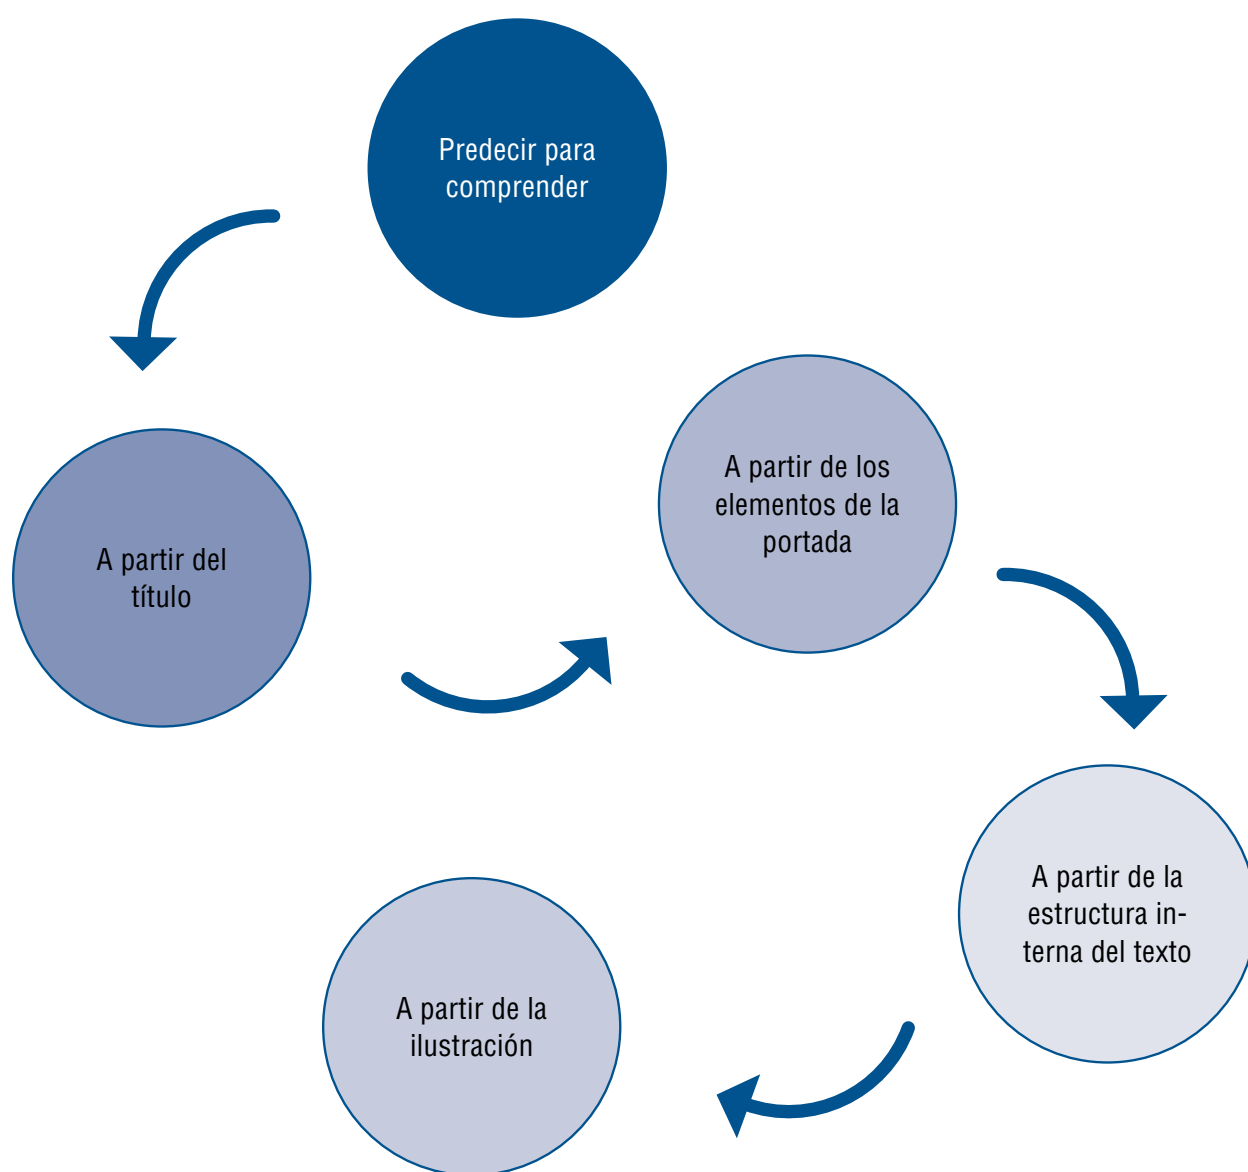 Predecir para
comprender
A partir del
título
A partir de los
elementos de la
portada
A partir de la
estructura in-
terna del texto
A partir de la
ilustración